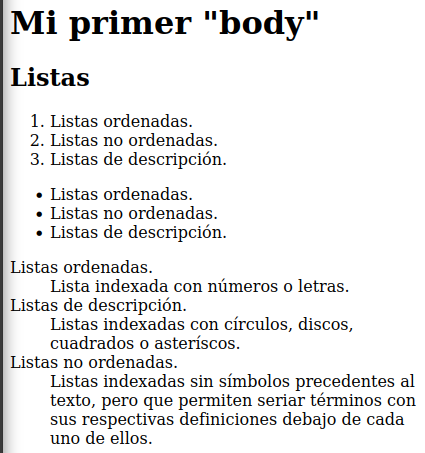 Mi primer "body"
Listas
1. Listas ordenadas.
2. Listas no ordenadas.
3. Listas de descripción.
• Listas ordenadas.
• Listas no ordenadas.
• Listas de descripción.
Listas ordenadas.
Lista indexada con números o letras.
Listas de descripción.
Listas indexadas con círculos, discos,
cuadrados o asteríscos.
Listas no ordenadas.
Listas indexadas sin símbolos precedentes al
texto, pero que permiten seriar términos con
sus respectivas definiciones debajo de cada
uno de ellos.